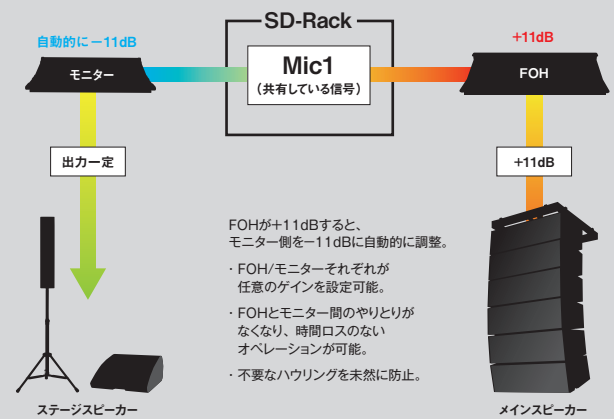 SD-Rack
自動的に－11dB
+11dB
モニター
Mic1
（共有している信号）
FOH
出力一定
+11dB
FOHが+11dBすると、
モニター側を－11dBに自動的に調整。
・FOH/モニターそれぞれが
任意のゲインを設定可能。
・FOHとモニター間のやりとりが
なくなり、時間ロスのない
オペレーションが可能。
・不要なハウリングを未然に防止。
ステージスピーカー
メインスピーカー